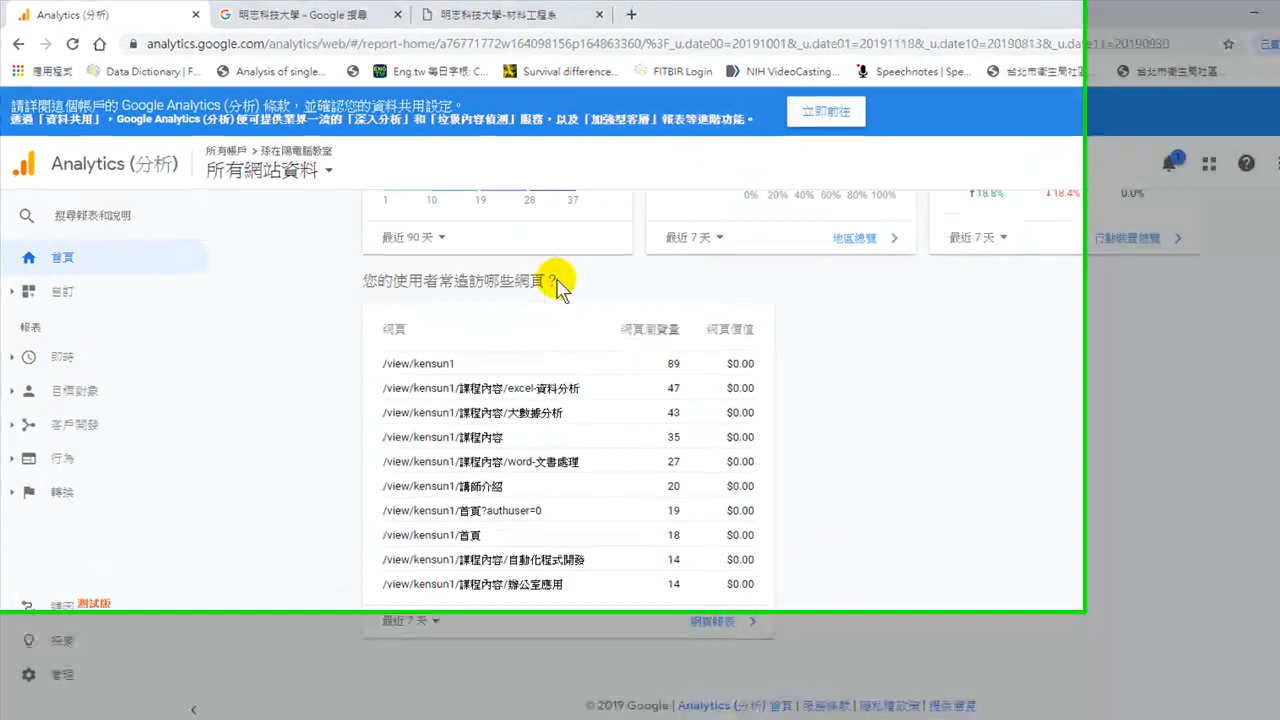 Analytics (分析)
明志科技大學 - Google 搜尋
明志科技大學-材料工程系
analytics.google.com/analytics/web/#/report-home/a76771772w164098156p164863360/%3F_u.date00=20191001&_u.date01=20191118&_u.date10=20190813&_u.date11=20190930
應用程式
Data Dictionary | F...
Analysis of single...
Eng.tw 每日字根: C...
Survival difference...
FITBIR Login
NIH VideoCasting...
Speechnotes | Spe...
台北市衛生局社區...
台北市衛生局社區...
請詳閱這個帳戶的 Google Analytics (分析) 條款，並確認您的資料共用設定。
透過「資料共用」，Google Analytics (分析) 便可提供業界一流的「深入分析」和「垃圾內容偵測」服務，以及「加強型客層」報表等進階功能。
立即前往
Analytics (分析)
所有帳戶 > 孫在陽電腦教室
所有網站資料
1
搜尋報表和說明
首頁
自訂
報表
即時
目標對象
客戶開發
行為
轉換
歸因 測試版
探索
管理
1 10 19 28 37
最近 90 天
0% 20% 40% 60% 80% 100%
最近 7 天
地區總覽
18.8% 18.4% 0.0%
最近 7 天
行動裝置總覽
您的使用者常造訪哪些網頁？
網頁 網頁瀏覽量 網頁價值
/view/kensun1 89 $0.00
/view/kensun1/課程內容/excel-資料分析 47 $0.00
/view/kensun1/課程內容/大數據分析 43 $0.00
/view/kensun1/課程內容 35 $0.00
/view/kensun1/課程內容/word-文書處理 27 $0.00
/view/kensun1/講師介紹 20 $0.00
/view/kensun1/首頁?authuser=0 19 $0.00
/view/kensun1/首頁 18 $0.00
/view/kensun1/課程內容/自動化程式開發 14 $0.00
/view/kensun1/課程內容/辦公室應用 14 $0.00
最近 7 天
網頁報表
© 2019 Google | Analytics (分析) 首頁 | 服務條款 | 隱私權政策 | 提供意見